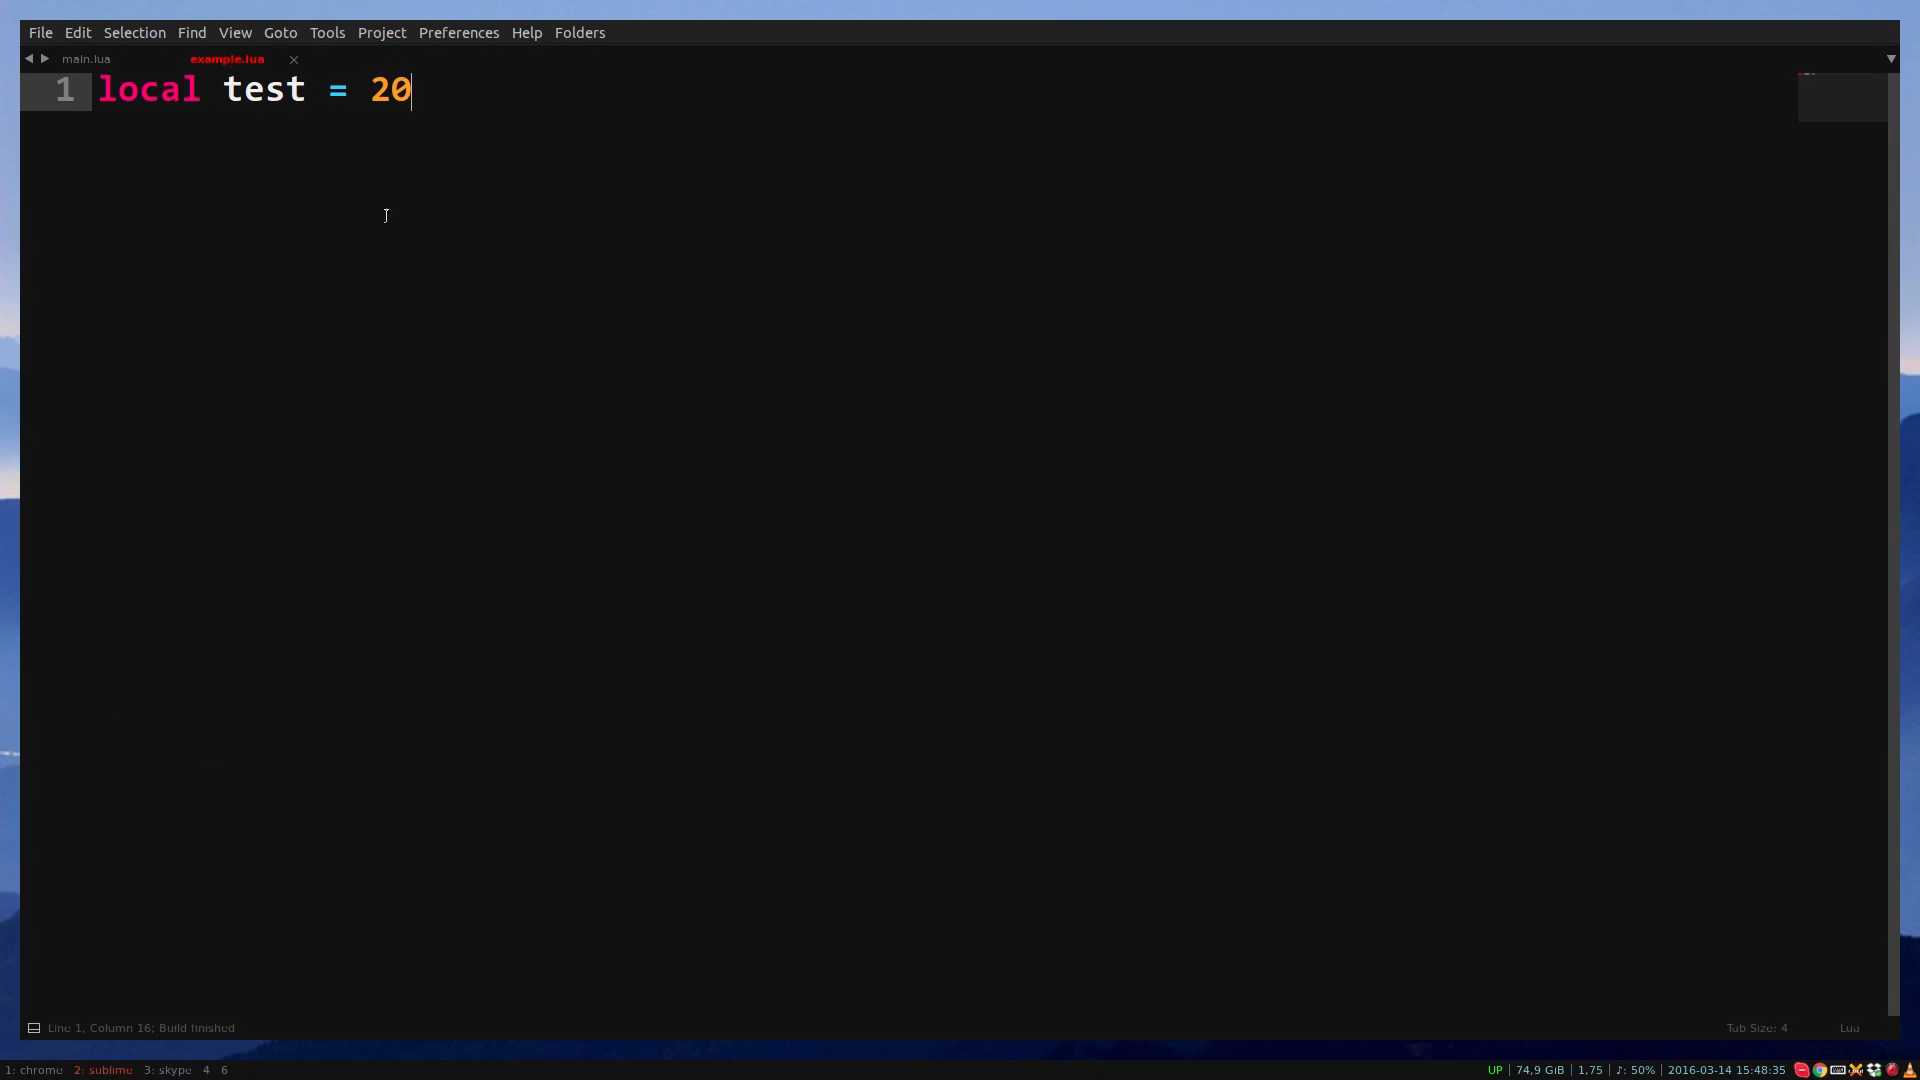 File Edit Selection Find View Goto Tools Project Preferences Help Folders
main.lua example.lua
1 local test = 20
Line 1, Column 16; Build finished Tab Size: 4 Lua
1: chrome 2: sublime 3: skype 4 6 UP | 74,9 GiB | 1,75 | ♪: 50% | 2016-03-14 15:48:35